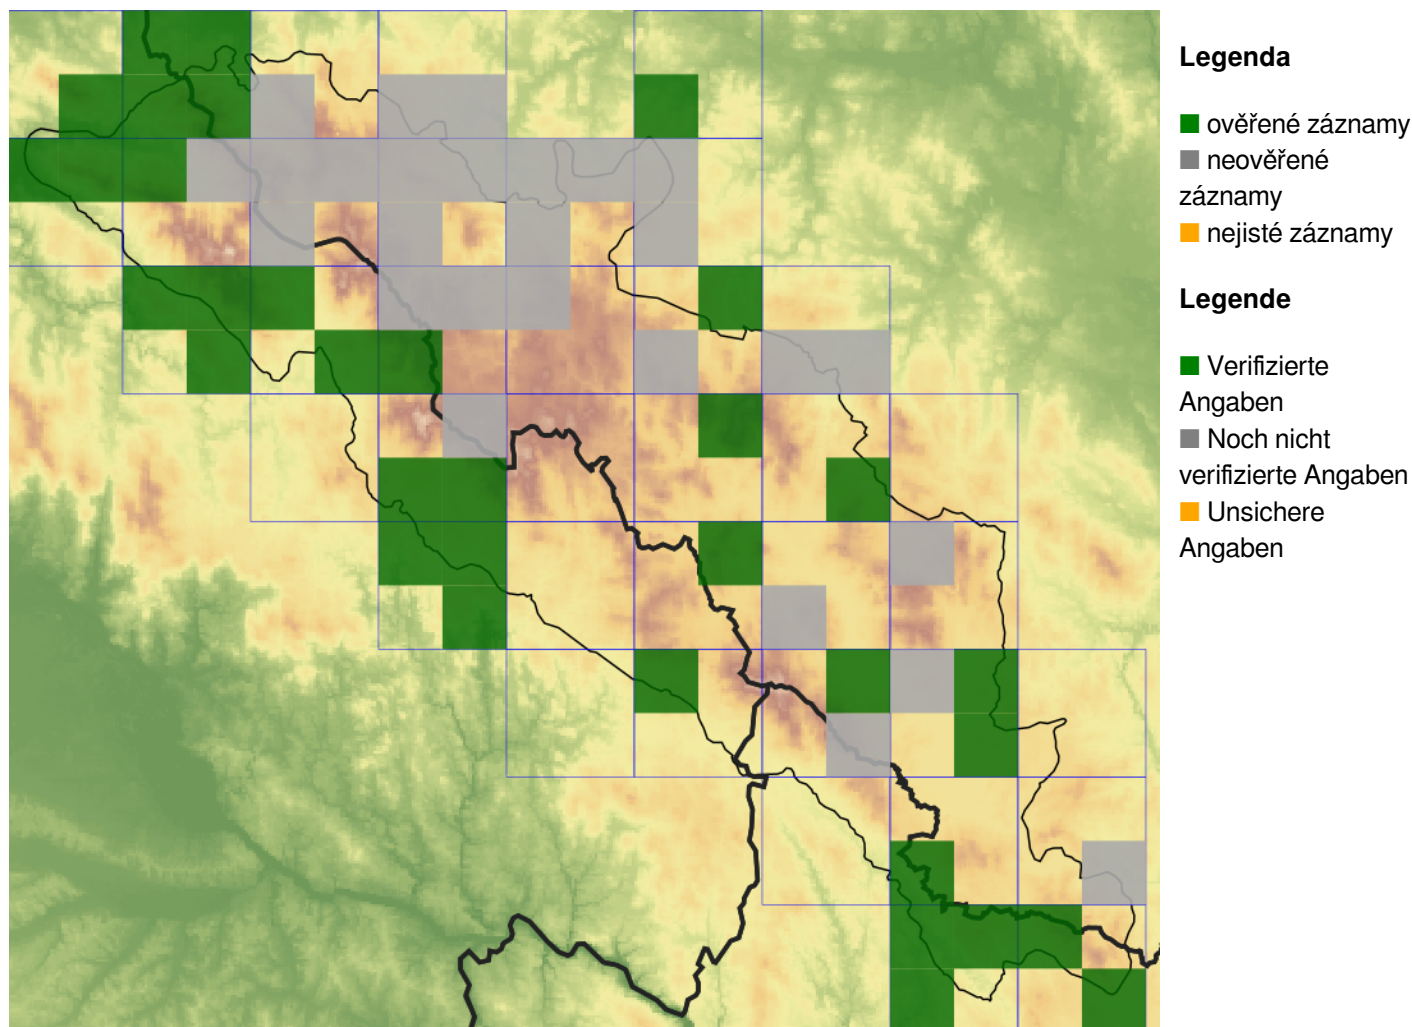 Legenda
ověřené záznamy
neověřené
záznamy
nejisté záznamy
Legende
Verifizierte
Angaben
Noch nicht
verifizierte Angaben
Unsichere
Angaben